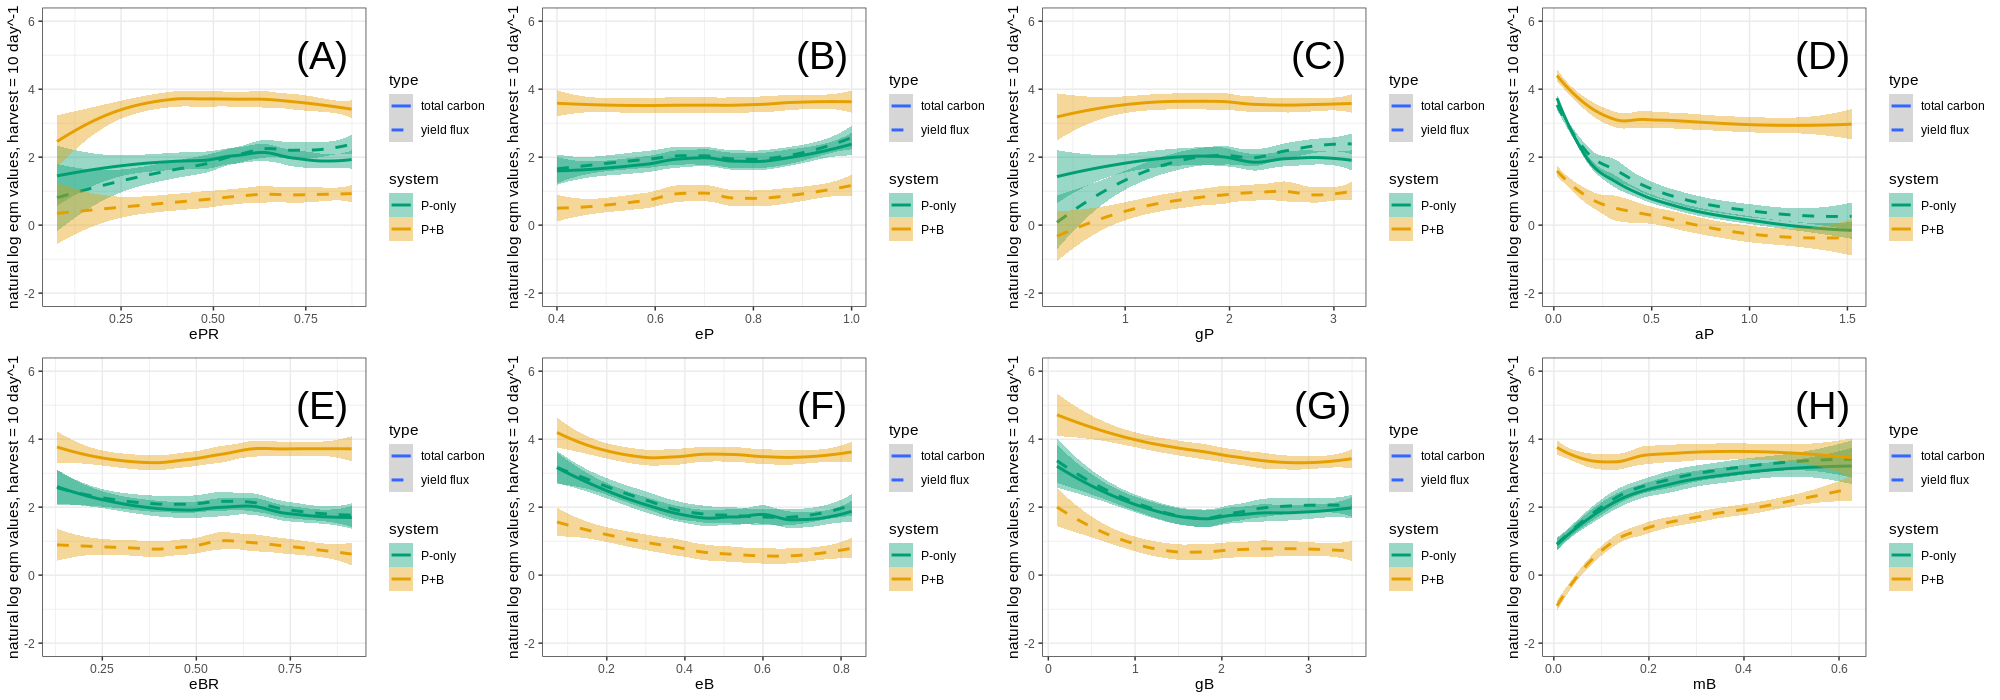 natural log eqm values, harvest = 10 day^-1
6
4
2
0
-2
(A)
0.25 0.50 0.75
ePR
type
total carbon
yield flux
system
P-only
P+B
natural log eqm values, harvest = 10 day^-1
6
4
2
0
-2
(B)
0.4 0.6 0.8 1.0
eP
type
total carbon
yield flux
system
P-only
P+B
natural log eqm values, harvest = 10 day^-1
6
4
2
0
-2
(C)
1 2 3
gP
type
total carbon
yield flux
system
P-only
P+B
natural log eqm values, harvest = 10 day^-1
6
4
2
0
-2
(D)
0.0 0.5 1.0 1.5
aP
type
total carbon
yield flux
system
P-only
P+B
natural log eqm values, harvest = 10 day^-1
6
4
2
0
-2
(E)
0.25 0.50 0.75
eBR
type
total carbon
yield flux
system
P-only
P+B
natural log eqm values, harvest = 10 day^-1
6
4
2
0
-2
(F)
0.2 0.4 0.6 0.8
eB
type
total carbon
yield flux
system
P-only
P+B
natural log eqm values, harvest = 10 day^-1
6
4
2
0
-2
(G)
0 1 2 3
gB
type
total carbon
yield flux
system
P-only
P+B
natural log eqm values, harvest = 10 day^-1
6
4
2
0
-2
(H)
0.0 0.2 0.4 0.6
mB
type
total carbon
yield flux
system
P-only
P+B